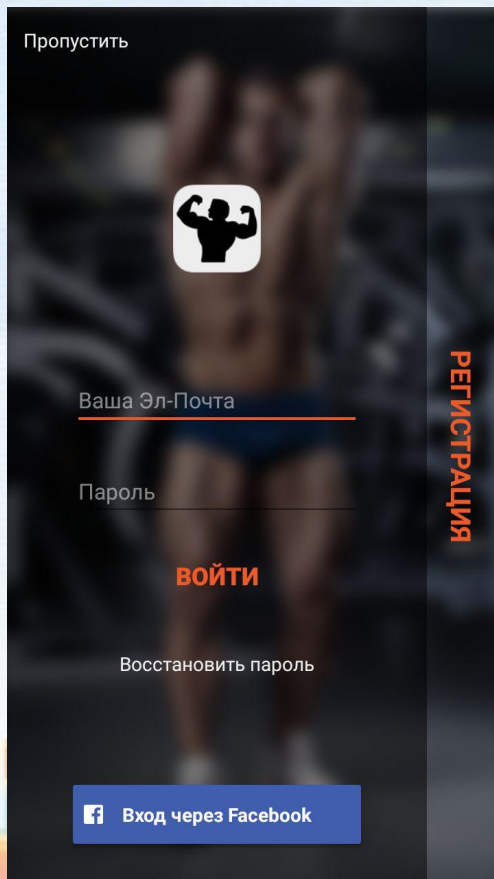 Пропустить
Ваша Эл-Почта
Пароль
ВОЙТИ
Восстановить пароль
Вход через Facebook
РЕГИСТРАЦИЯ